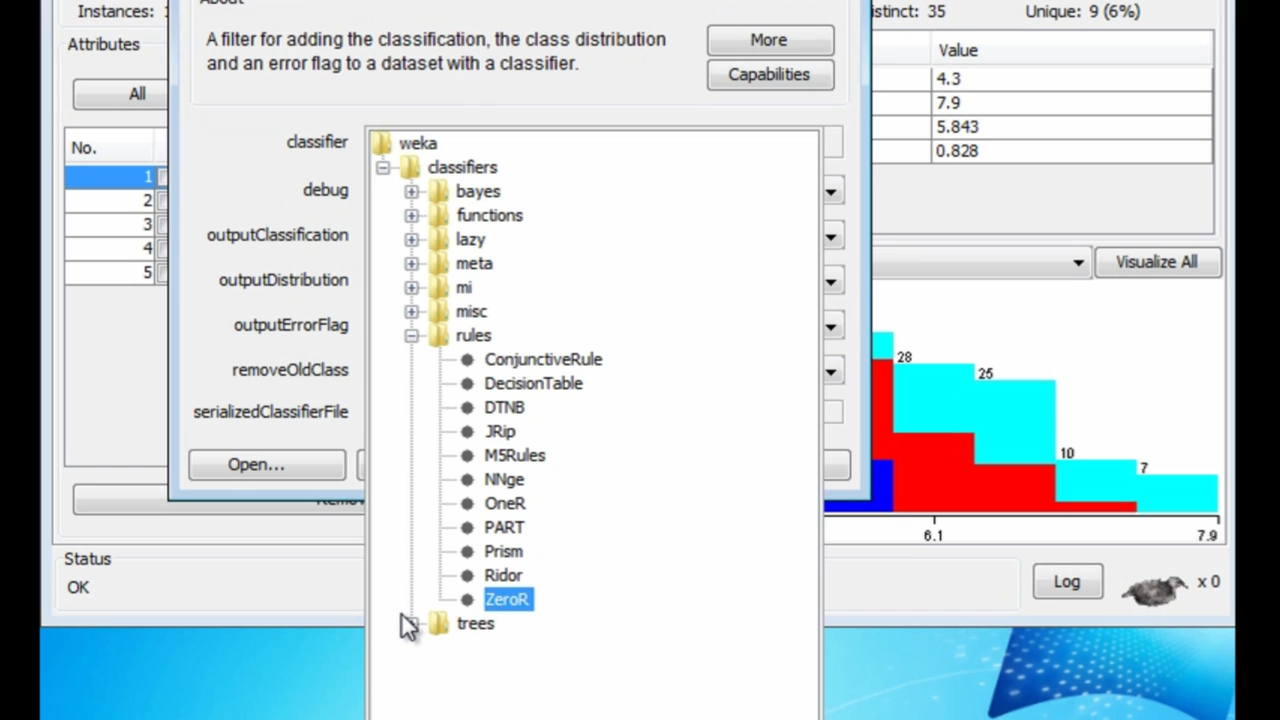 Instances: 1
About
istinct: 35
Unique: 9 (6%)
Attributes
A filter for adding the classification, the class distribution
and an error flag to a dataset with a classifier.
More
Capabilities
Value
4.3
7.9
5.843
0.828
All
No.
1
2
3
4
5
classifier
debug
outputClassification
outputDistribution
outputErrorFlag
removeOldClass
serializedClassifierFile
Open...
weka
classifiers
bayes
functions
lazy
meta
mi
misc
rules
ConjunctiveRule
DecisionTable
DTNB
JRip
M5Rules
NNge
OneR
PART
Prism
Ridor
ZeroR
trees
Visualize All
28
25
10
7
6.1
7.9
Remov
Status
OK
Log
x 0